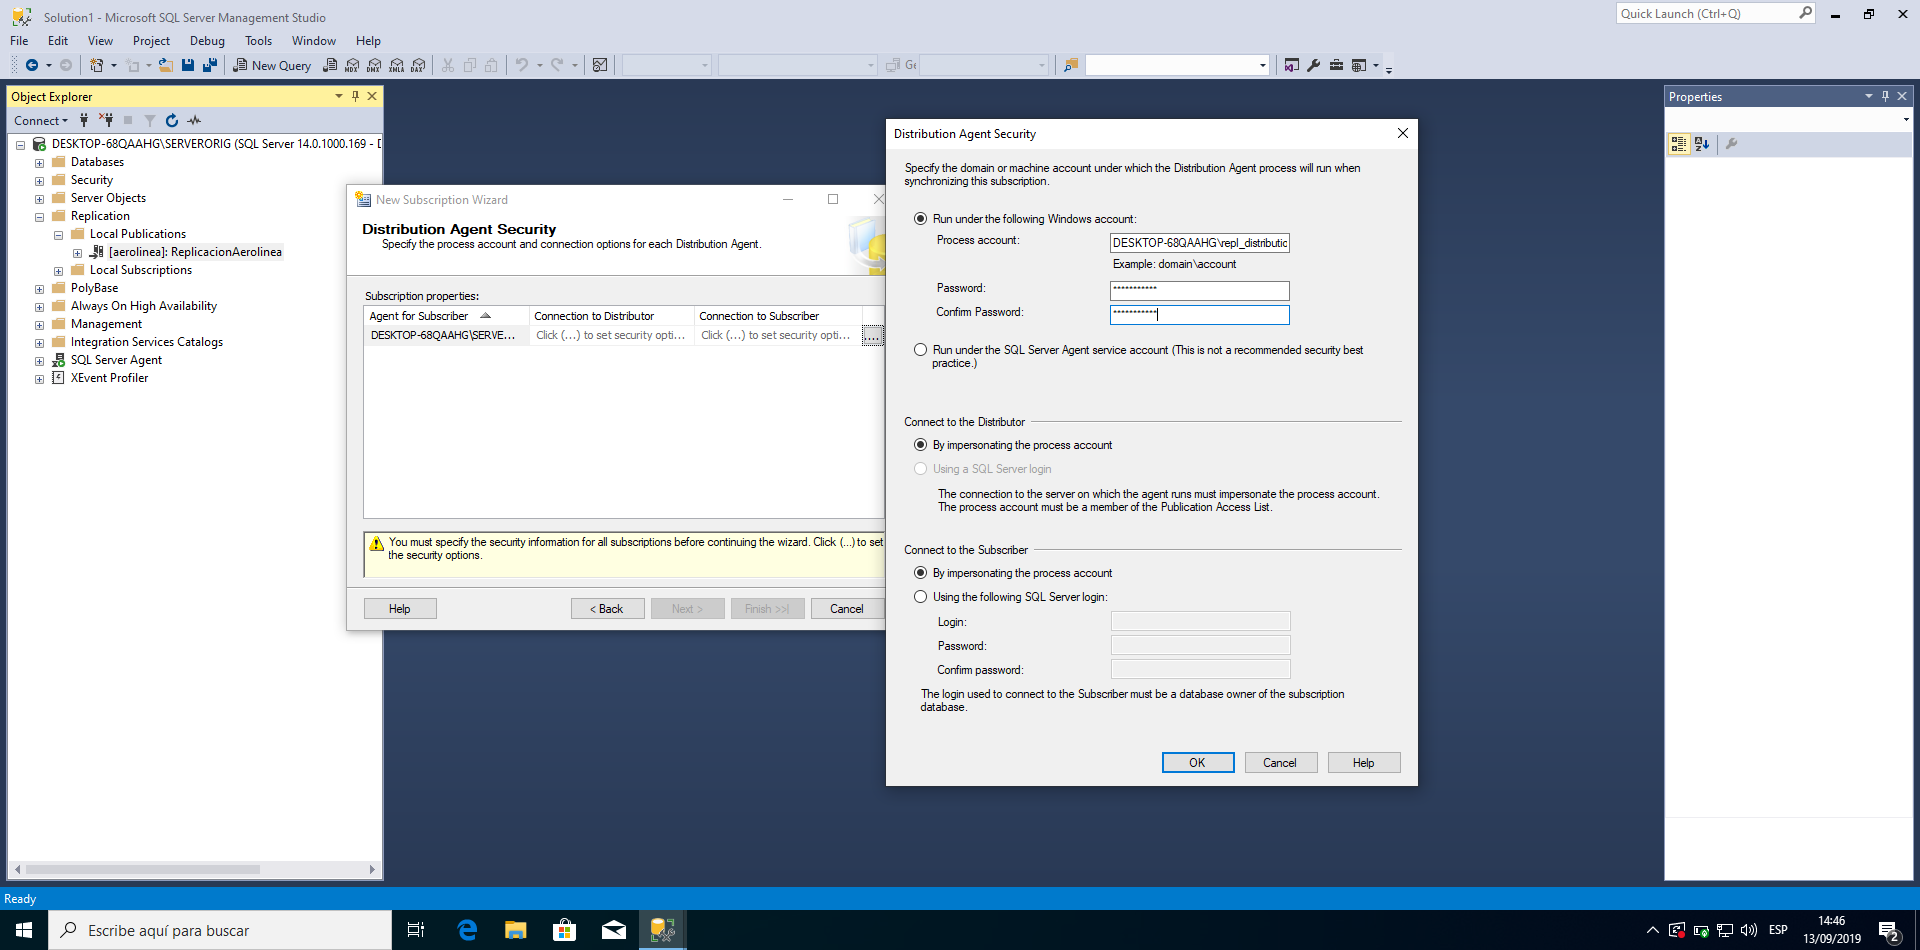 Solution1 - Microsoft SQL Server Management Studio
Quick Launch (Ctrl+Q)
File Edit View Project Debug Tools Window Help
New Query
MDX DMX XMLA DAX
Object Explorer
Connect
DESKTOP-68QAAHG\SERVERORIG (SQL Server 14.0.1000.169 - D
Databases
Security
Server Objects
Replication
Local Publications
[aerolinea]: ReplicacionAerolinea
Local Subscriptions
PolyBase
Always On High Availability
Management
Integration Services Catalogs
SQL Server Agent
XEvent Profiler
New Subscription Wizard
Distribution Agent Security
Specify the process account and connection options for each Distribution Agent.
Subscription properties:
Agent for Subscriber Connection to Distributor Connection to Subscriber
DESKTOP-68QAAHG\SERVE... Click (...) to set security opti... Click (...) to set security opti... ....
You must specify the security information for all subscriptions before continuing the wizard. Click (...) to set
the security options.
Help < Back Next > Finish >>| Cancel
Distribution Agent Security
Specify the domain or machine account under which the Distribution Agent process will run when
synchronizing this subscription.
Run under the following Windows account:
Process account: DESKTOP-68QAAHG\repl_distributic
Example: domain\account
Password: ***********
Confirm Password: ***********
Run under the SQL Server Agent service account (This is not a recommended security best
practice.)
Connect to the Distributor
By impersonating the process account
Using a SQL Server login
The connection to the server on which the agent runs must impersonate the process account.
The process account must be a member of the Publication Access List.
Connect to the Subscriber
By impersonating the process account
Using the following SQL Server login:
Login:
Password:
Confirm password:
The login used to connect to the Subscriber must be a database owner of the subscription
database.
OK Cancel Help
Properties
Ready
Escribe aquí para buscar
ESP
14:46
13/09/2019
2